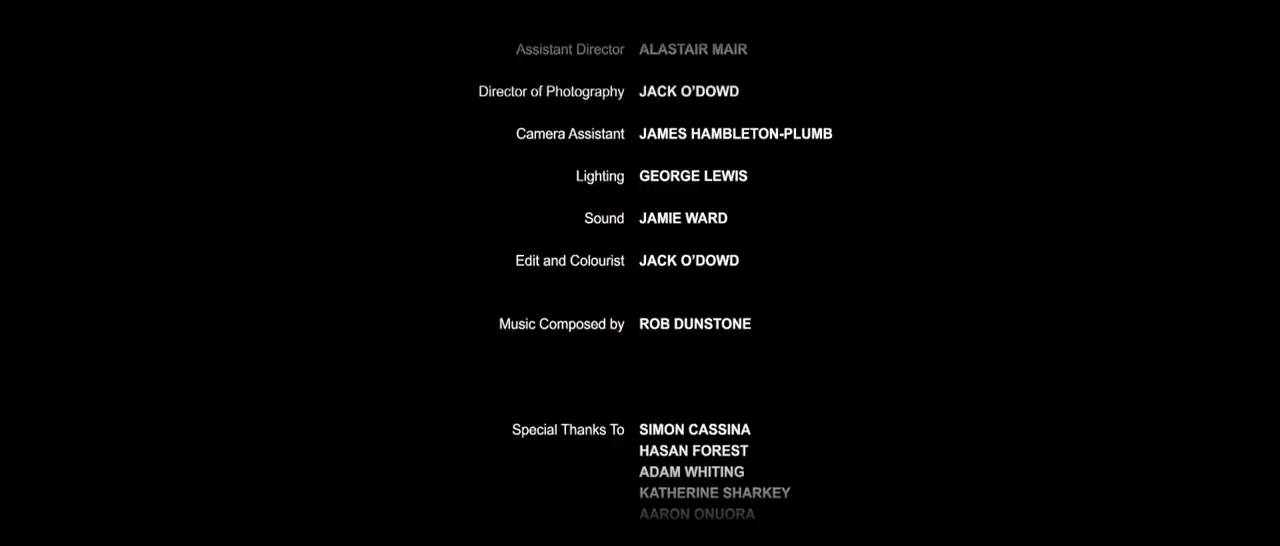 Assistant Director ALASTAIR MAIR
Director of Photography JACK O’DOWD
Camera Assistant JAMES HAMBLETON-PLUMB
Lighting GEORGE LEWIS
Sound JAMIE WARD
Edit and Colourist JACK O’DOWD
Music Composed by ROB DUNSTONE
Special Thanks To SIMON CASSINA
HASAN FOREST
ADAM WHITING
KATHERINE SHARKEY
AARON ONUORA